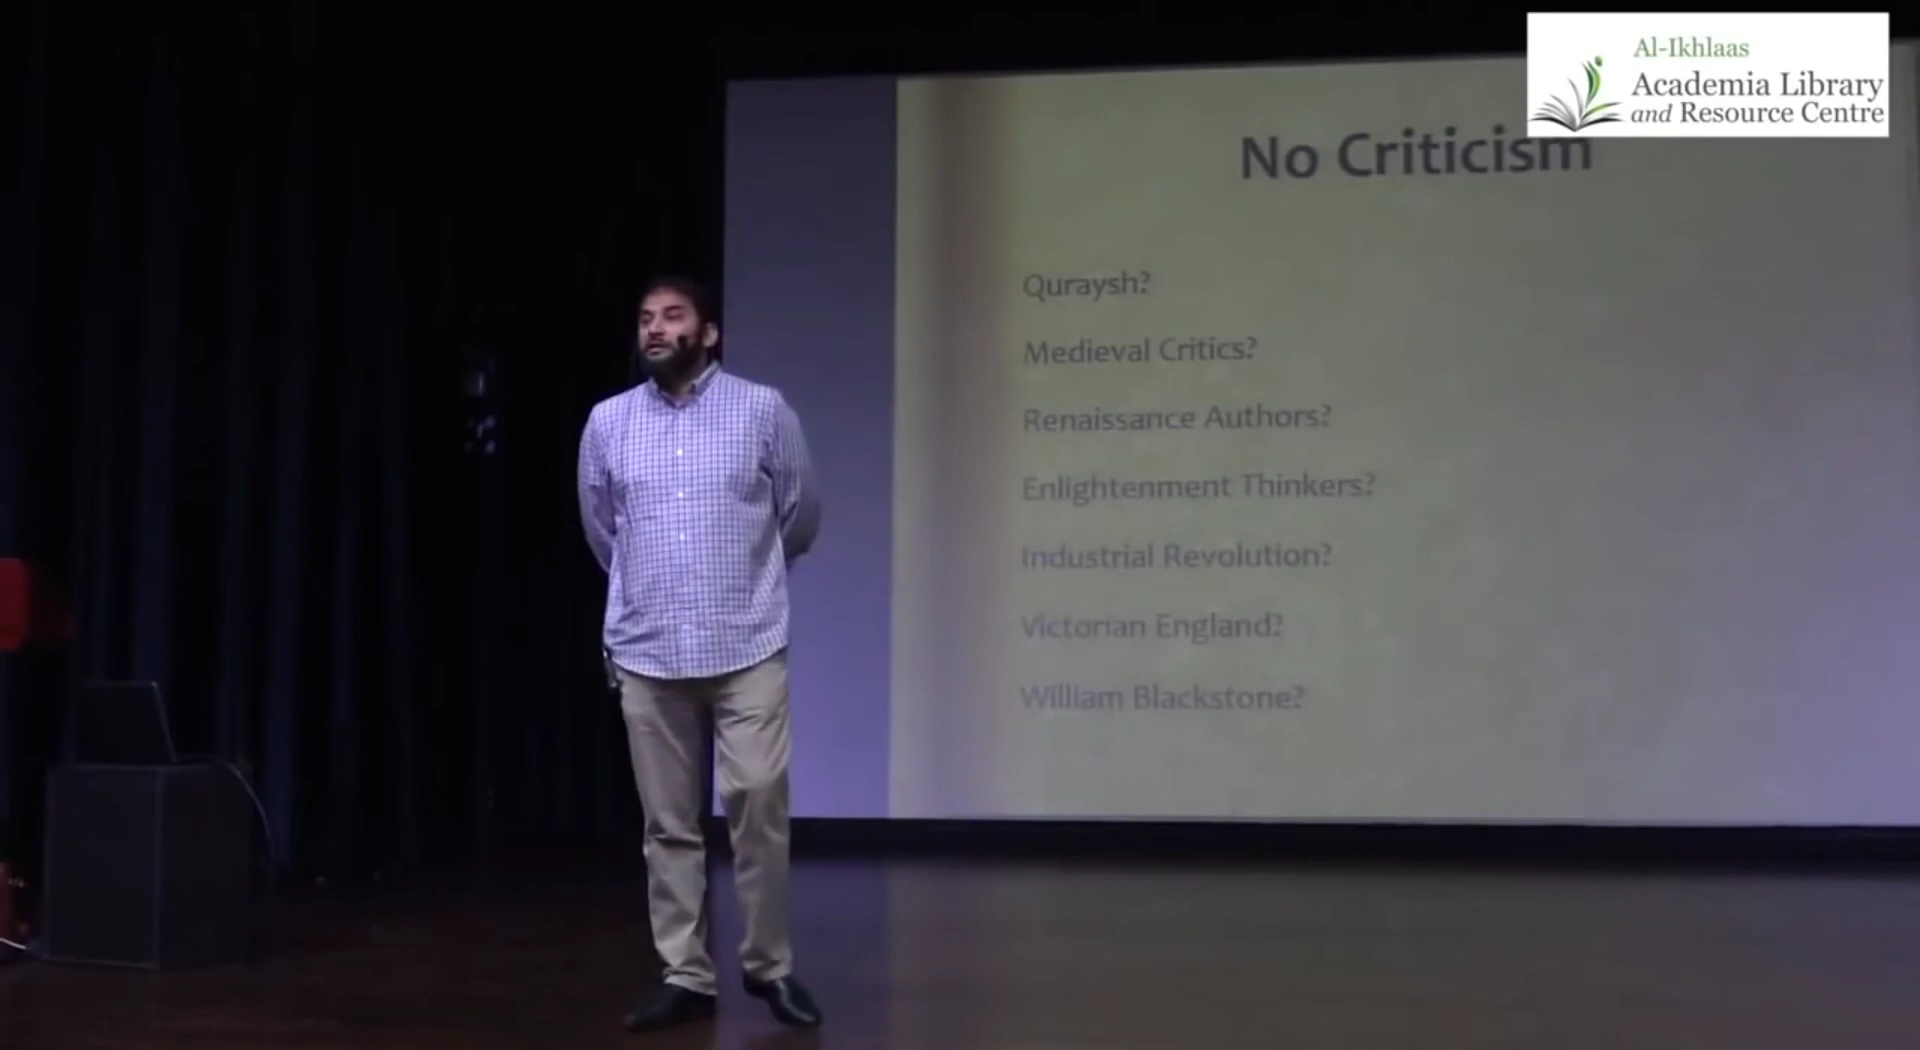 Al-Ikhlaas
Academia Library
and Resource Centre
No Criticism
Quraysh?
Medieval Critics?
Renaissance Authors?
Enlightenment Thinkers?
Industrial Revolution?
Victorian England?
William Blackstone?